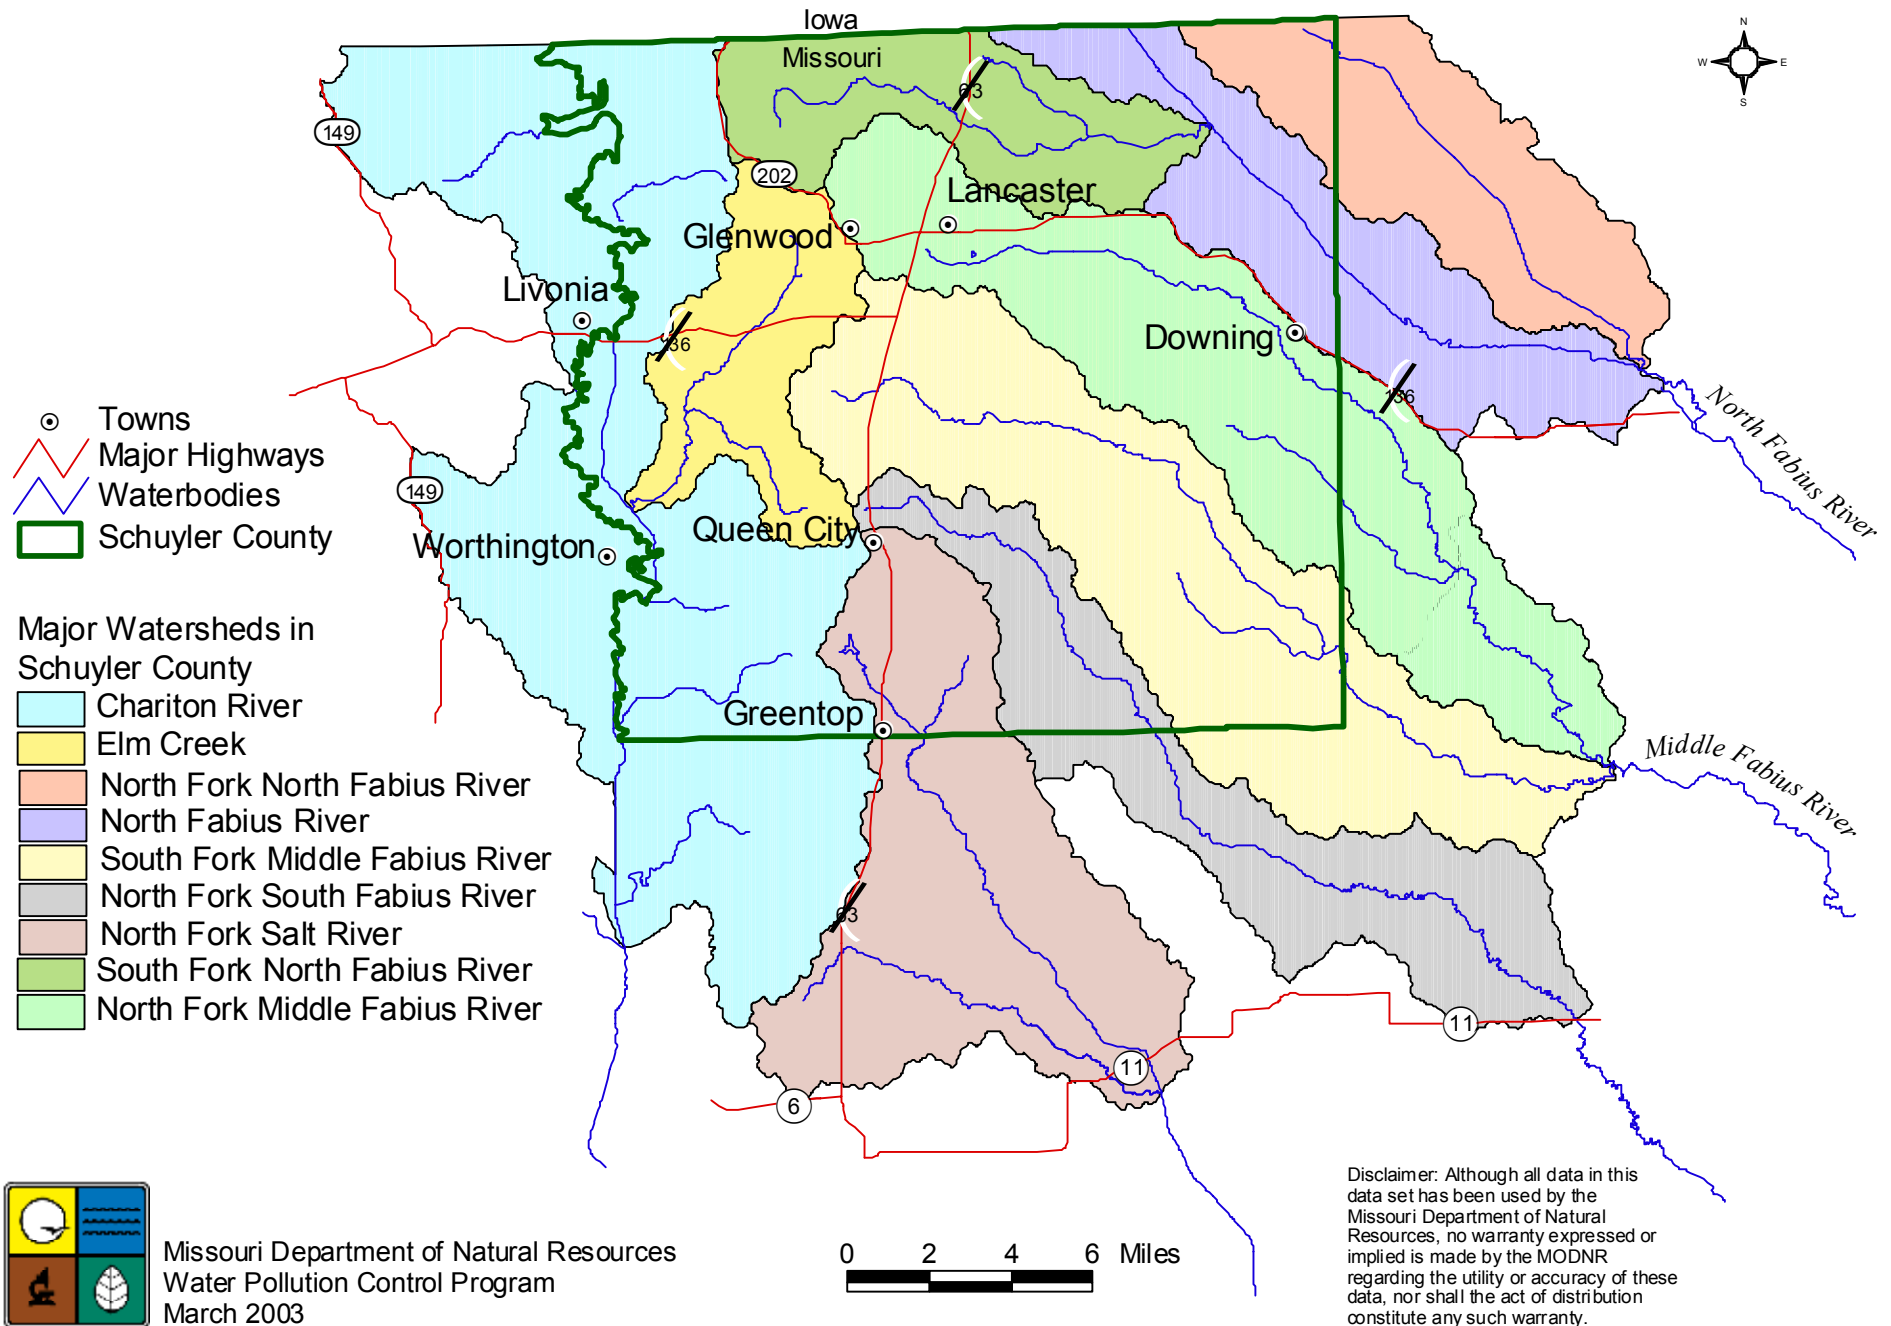 Iowa
Missouri
N
W
E
S
149
63
202
Lancaster
Glenwood
Livonia
136
Downing
136
North Fabius River
149
Queen City
Worthington
Greentop
Middle Fabius River
63
11
11
6
Towns
Major Highways
Waterbodies
Schuyler County
Major Watersheds in
Schuyler County
Chariton River
Elm Creek
North Fork North Fabius River
North Fabius River
South Fork Middle Fabius River
North Fork South Fabius River
North Fork Salt River
South Fork North Fabius River
North Fork Middle Fabius River
Missouri Department of Natural Resources
Water Pollution Control Program
March 2003
0 2 4 6 Miles
Disclaimer: Although all data in this
data set has been used by the
Missouri Department of Natural
Resources, no warranty expressed or
implied is made by the MODNR
regarding the utility or accuracy of these
data, nor shall the act of distribution
constitute any such warranty.